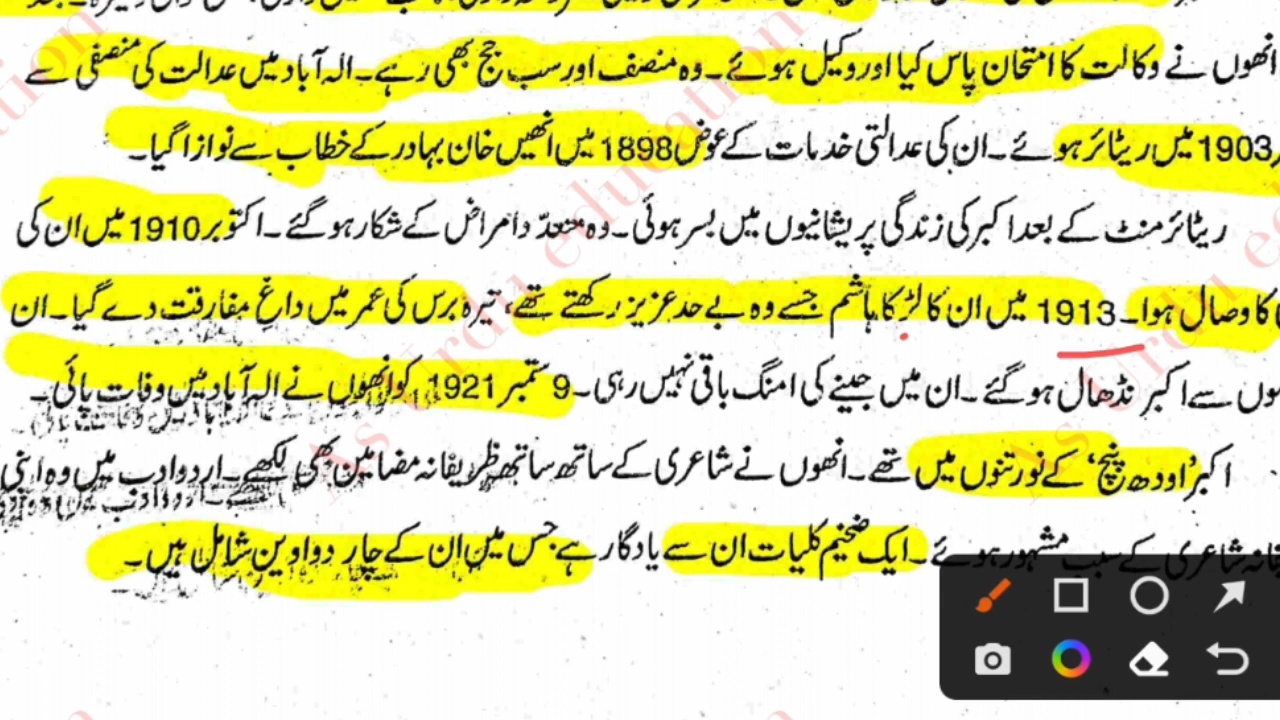 انھوں نے وکالت کا امتحان پاس کیا اور وکیل ہوئے۔ وہ منصف اور سب جج بھی رہے۔ الہ آباد میں عدالت کی منصفی سے
1903 میں ریٹائر ہوئے۔ ان کی عدالتی خدمات کے عوض 1898 میں انھیں خان بہادر کے خطاب سے نوازا گیا۔
ریٹائرمنٹ کے بعد اکبر کی زندگی پریشانیوں میں بسر ہوئی۔ وہ متعدّد امراض کے شکار ہو گئے۔ اکتوبر 1910 میں ان کی
کا وصال ہوا۔ 1913 میں ان کا لڑکا ہاشم جسے وہ بے حد عزیز رکھتے تھے، تیرہ برس کی عمر میں داغِ مفارقت دے گیا۔ ان
سے اکبر نڈھال ہو گئے۔ ان میں جینے کی امنگ باقی نہیں رہی۔ 9 ستمبر 1921 کو انھوں نے الہ آباد میں وفات پائی۔
اکبر 'اودھ پنچ' کے نورتنوں میں تھے۔ انھوں نے شاعری کے ساتھ ساتھ ظریفانہ مضامین بھی لکھے۔ اردو ادب میں وہ اپنی
شاعری کے سبب مشہور ہوئے۔ ایک ضخیم کلیات ان سے یادگار ہے جس میں ان کے چار دواوین شامل ہیں۔
As Urdu education